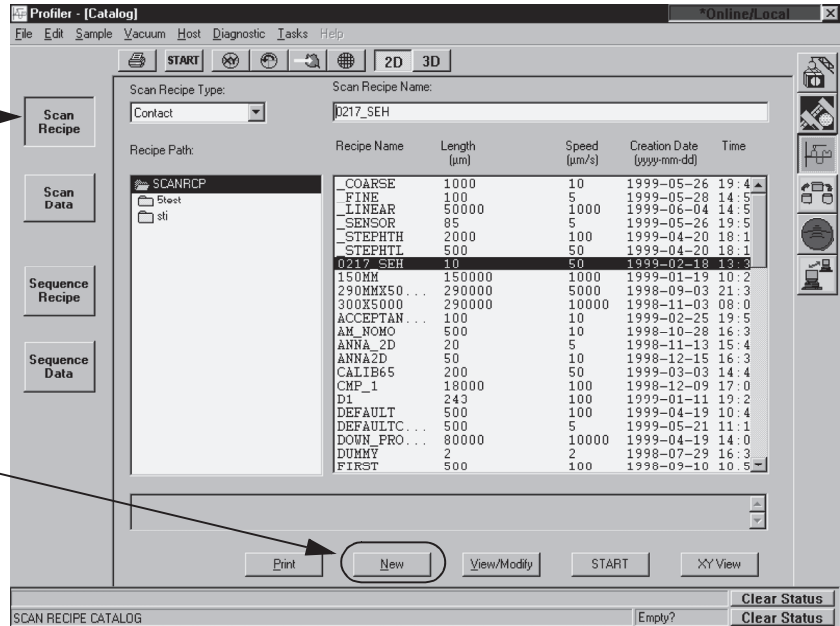 Profiler - [Catalog] *Online/Local
File Edit Sample Vacuum Host Diagnostic Tasks Help
START XY 2D 3D
Scan Recipe Type:
Contact
Scan Recipe Name:
0217_SEH
Scan Recipe
Scan Data
Sequence Recipe
Sequence Data
Recipe Path:
SCANRCP
5test
sti
Recipe Name Length (µm) Speed (µm/s) Creation Date (yyyy-mm-dd) Time
_COARSE 1000 10 1999-05-26 19:4
_FINE 100 5 1999-05-28 14:5
_LINEAR 50000 1000 1999-06-04 14:5
_SENSOR 85 5 1999-05-26 19:5
_STEPHTH 2000 100 1999-04-20 18:1
_STEPHTL 500 50 1999-04-20 18:1
0217_SEH 10 50 1999-02-18 13:3
150MM 150000 1000 1999-01-19 10:2
290MMX50... 290000 5000 1998-09-03 21:3
300X5000 290000 10000 1998-11-03 08:0
ACCEPTAN... 100 10 1999-02-25 19:5
AM_NOMO 500 10 1998-10-28 16:3
ANNA_2D 20 5 1998-11-13 15:4
ANNA2D 50 10 1998-12-15 16:3
CALIB65 200 50 1999-03-03 14:4
CMP_1 18000 100 1998-12-09 17:0
D1 243 100 1999-01-11 19:2
DEFAULT 500 100 1999-04-19 10:4
DEFAULTC... 500 5 1999-05-21 11:1
DOWN_PRO... 80000 10000 1999-04-19 14:0
DUMMY 2 2 1998-07-29 16:3
FIRST 500 100 1998-09-10 10:5
Print New View/Modify START XY View
Clear Status
SCAN RECIPE CATALOG Empty? Clear Status